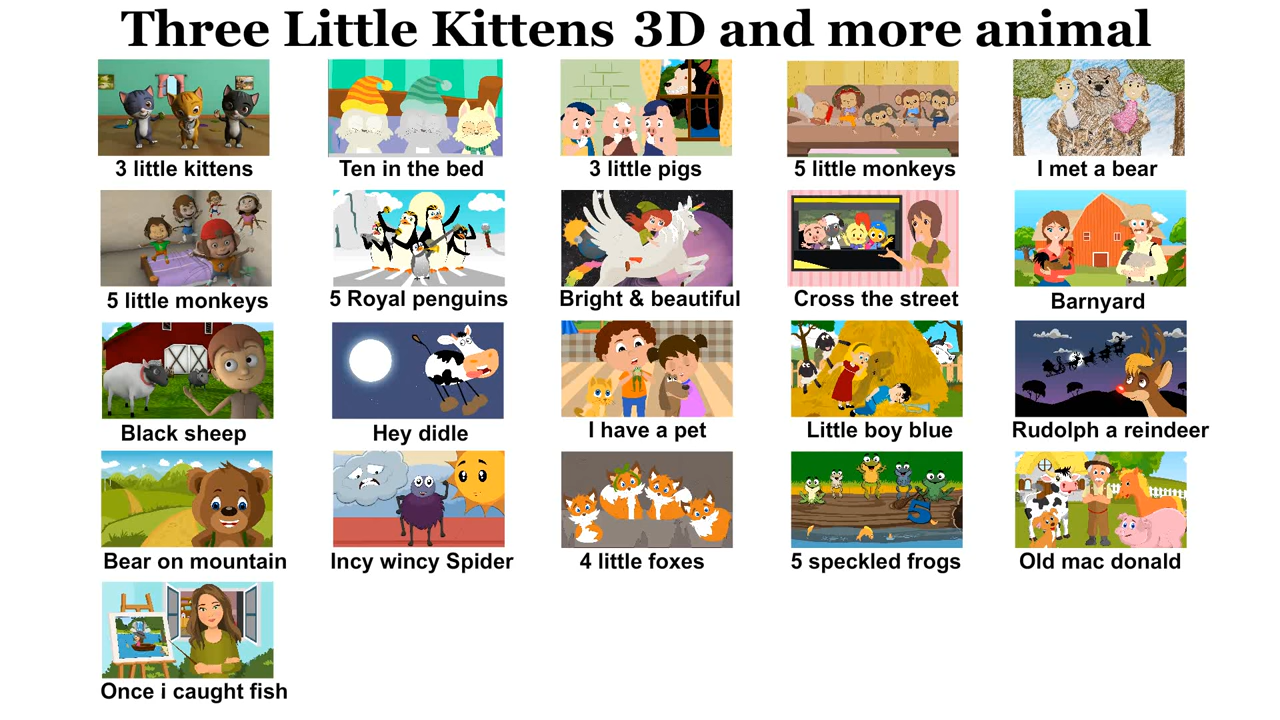 Three Little Kittens 3D and more animal
3 little kittens
Ten in the bed
3 little pigs
5 little monkeys
I met a bear
5 little monkeys
5 Royal penguins
Bright & beautiful
Cross the street
Barnyard
Black sheep
Hey didle
I have a pet
Little boy blue
Rudolph a reindeer
Bear on mountain
Incy wincy Spider
4 little foxes
5
5 speckled frogs
Old mac donald
Once i caught fish